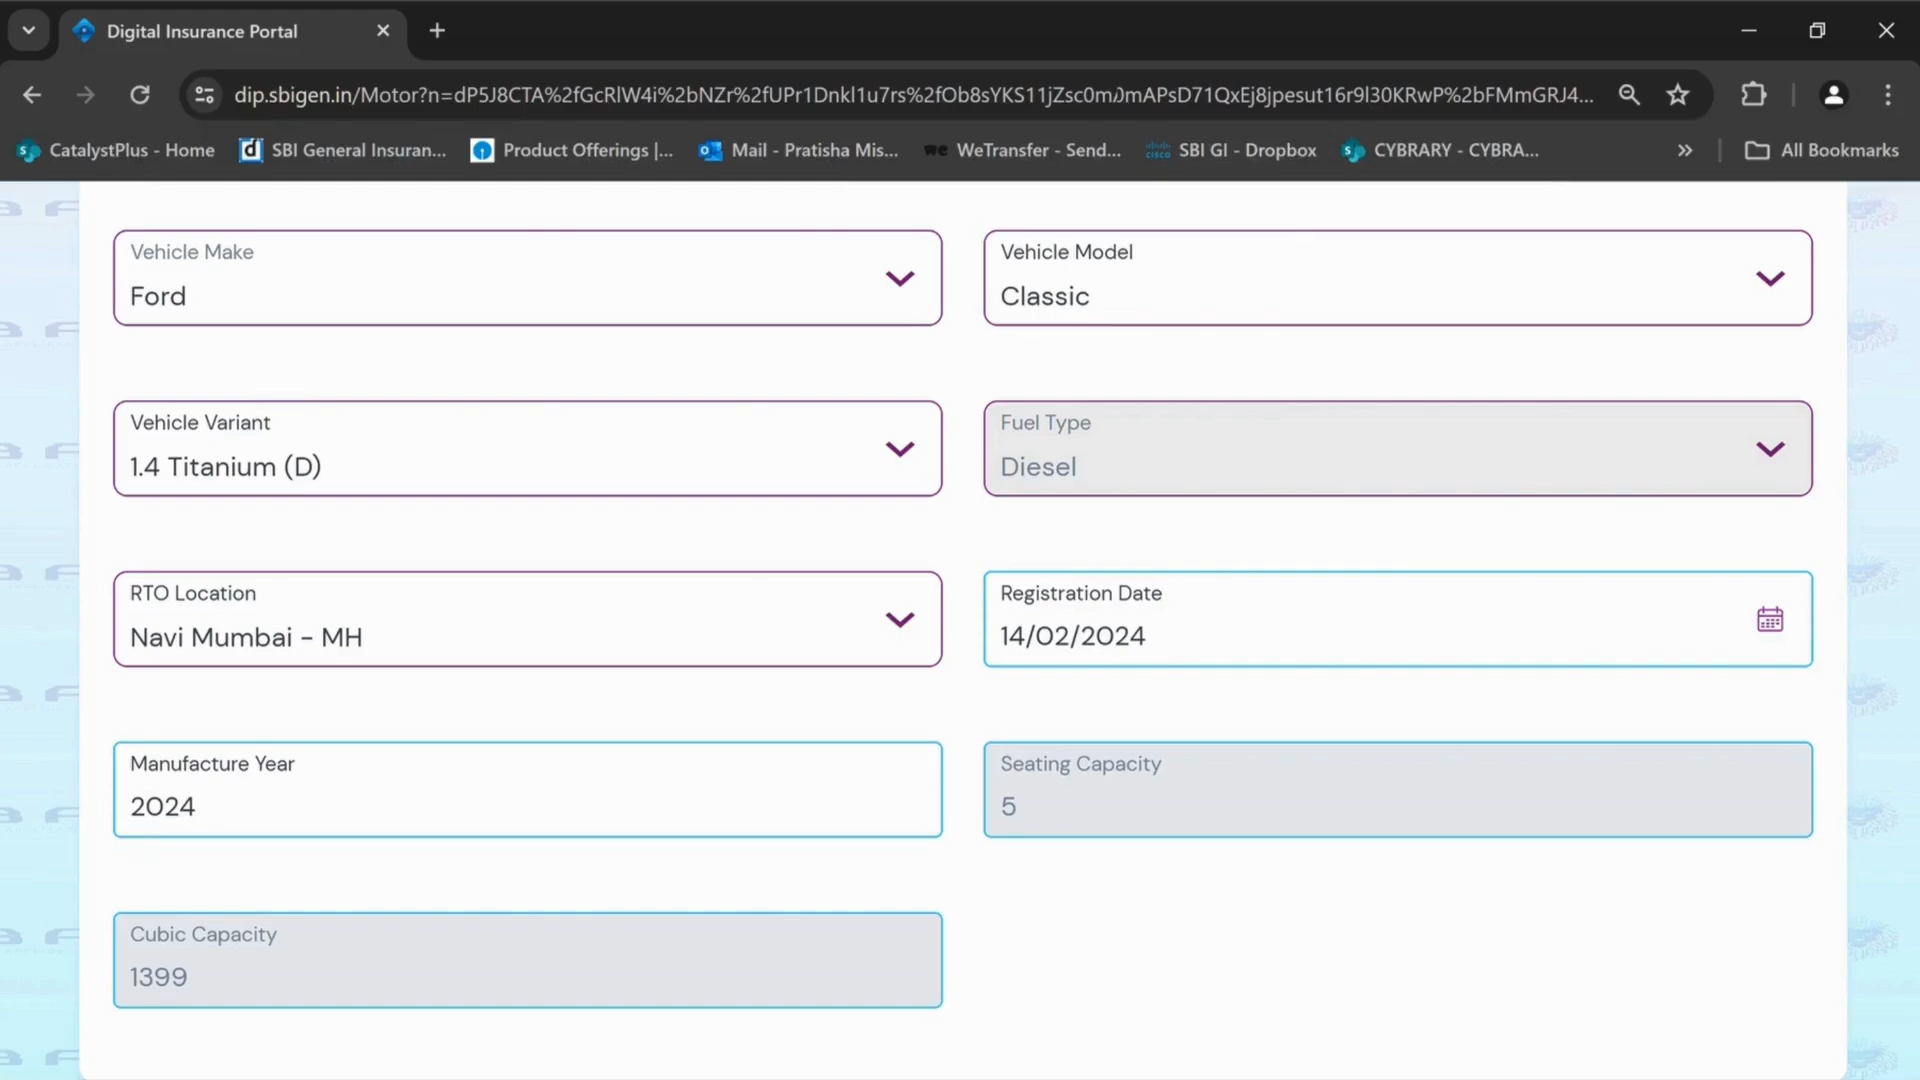 Digital Insurance Portal
dip.sbigen.in/Motor?n=dP5J8CTA%2fGcRlW4i%2bNZr%2fUPr1Dnkl1u7rs%2fOb8sYKS11jZsc0m/0mAPsD71QxEj8jpesut16r9l30KRwP%2bFMmGRJ4...
CatalystPlus - Home
SBI General Insuran...
Product Offerings |...
Mail - Pratisha Mis...
WeTransfer - Send...
SBI GI - Dropbox
CYBRARY - CYBRA...
All Bookmarks
Vehicle Make
Ford
Vehicle Model
Classic
Vehicle Variant
1.4 Titanium (D)
Fuel Type
Diesel
RTO Location
Navi Mumbai - MH
Registration Date
14/02/2024
Manufacture Year
2024
Seating Capacity
5
Cubic Capacity
1399